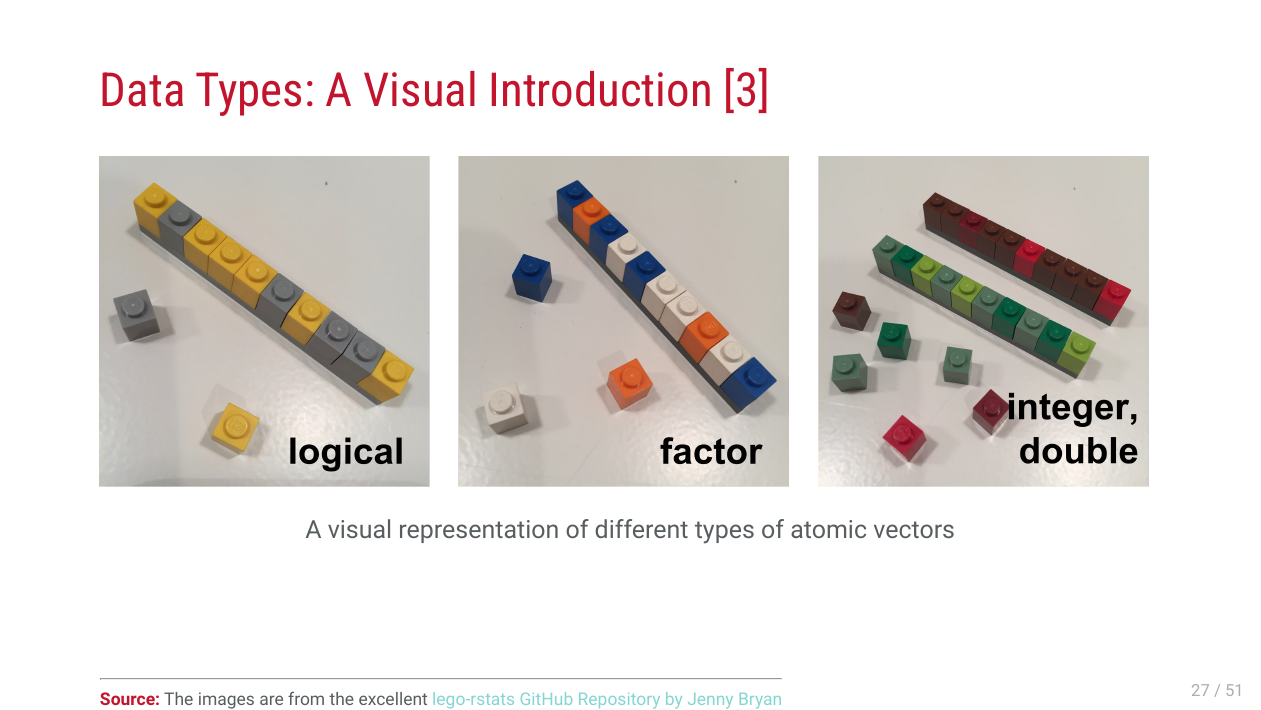 Data Types: A Visual Introduction [3]
logical
factor
integer,
double
A visual representation of different types of atomic vectors
Source: The images are from the excellent lego-rstats GitHub Repository by Jenny Bryan
27 / 51